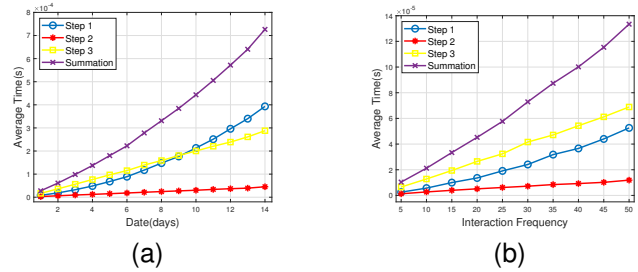 8 ×10⁻⁴
Step 1
Step 2
Step 3
Summation
7
6
5
4
3
2
1
0
Average Time(s)
2 4 6 8 10 12 14
Date(days)
(a)
14 ×10⁻⁵
Step 1
Step 2
Step 3
Summation
12
10
8
6
4
2
0
Average Time(s)
5 10 15 20 25 30 35 40 45 50
Interaction Frequency
(b)